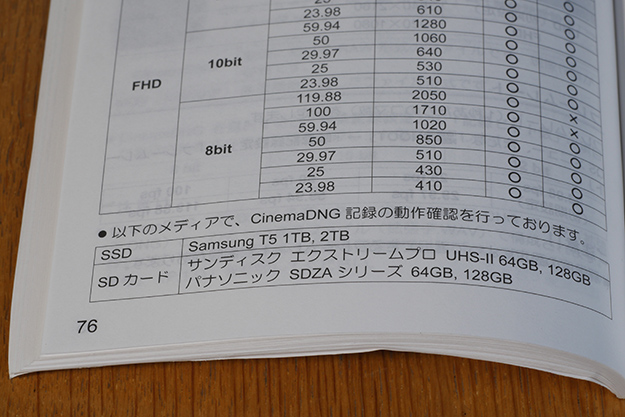 23.98 610 ○ ○
59.94 1280 ○ ○
FHD 10bit 50 1060 ○ ○
29.97 640 ○ ○
25 530 ○ ○
23.98 510 ○ ○
8bit 119.88 2050 ○ ×
100 1710 ○ ×
59.94 1020 ○ ○
50 850 ○ ○
29.97 510 ○ ○
25 430 ○ ○
23.98 410 ○ ○
● 以下のメディアで、CinemaDNG 記録の動作確認を行っております。
SSD Samsung T5 1TB, 2TB
SD カード サンディスク エクストリームプロ UHS-II 64GB, 128GB
パナソニック SDZA シリーズ 64GB, 128GB
76